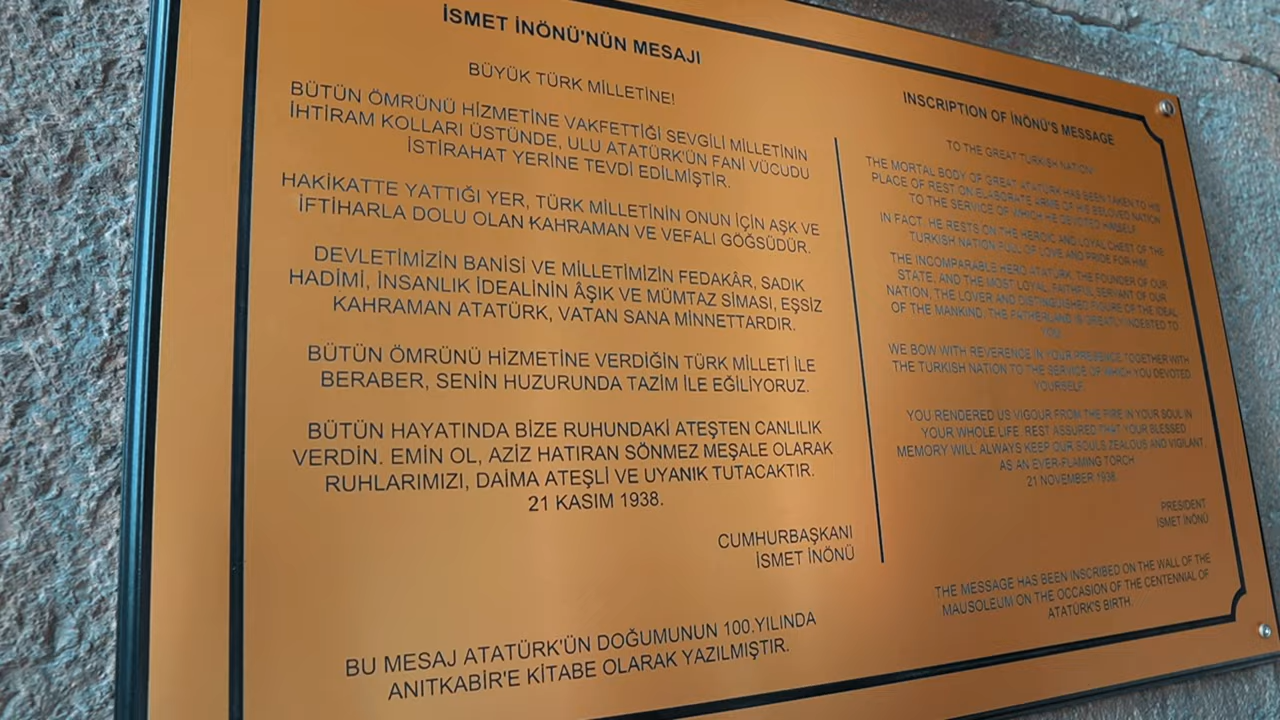 İSMET İNÖNÜ'NÜN MESAJI
BÜYÜK TÜRK MİLLETİNE!
BÜTÜN ÖMRÜNÜ HİZMETİNE VAKFETTİĞİ SEVGİLİ MİLLETİNİN
İHTİRAM KOLLARI ÜSTÜNDE, ULU ATATÜRK'ÜN FANİ VÜCUDU
İSTİRAHAT YERİNE TEVDİ EDİLMİŞTİR.
HAKİKATTE YATTIĞI YER, TÜRK MİLLETİNİN ONUN İÇİN AŞK VE
İFTİHARLA DOLU OLAN KAHRAMAN VE VEFALI GÖĞSÜDÜR.
DEVLETİMİZİN BANİSİ VE MİLLETİMİZİN FEDAKÂR, SADIK
HADİMİ, İNSANLIK İDEALİNİN ÂŞIK VE MÜMTAZ SİMASI, EŞSİZ
KAHRAMAN ATATÜRK, VATAN SANA MİNNETTARDIR.
BÜTÜN ÖMRÜNÜ HİZMETİNE VERDİĞİN TÜRK MİLLETİ İLE
BERABER, SENİN HUZURUNDA TAZİM İLE EĞİLİYORUZ.
BÜTÜN HAYATINDA BİZE RUHUNDAKİ ATEŞTEN CANLILIK
VERDİN. EMİN OL, AZİZ HATIRAN SÖNMEZ MEŞALE OLARAK
RUHLARIMIZI, DAİMA ATEŞLİ VE UYANIK TUTACAKTIR.
21 KASIM 1938.
CUMHURBAŞKANI
İSMET İNÖNÜ
BU MESAJ ATATÜRK'ÜN DOĞUMUNUN 100.YILINDA
ANITKABİR'E KİTABE OLARAK YAZILMIŞTIR.
INSCRIPTION OF İNÖNÜ'S MESSAGE
TO THE GREAT TURKISH NATION!
THE MORTAL BODY OF GREAT ATATÜRK HAS BEEN TAKEN TO HIS
PLACE OF REST ON ELABORATE ARMS OF HIS BELOVED NATION
TO THE SERVICE OF WHICH HE DEVOTED HIMSELF.
IN FACT, HE RESTS ON THE HEROIC AND LOYAL CHEST OF THE
TURKISH NATION FULL OF LOVE AND PRIDE FOR HIM.
THE INCOMPARABLE HERO ATATÜRK, THE FOUNDER OF OUR
STATE, AND THE MOST LOYAL, FAITHFUL SERVANT OF OUR
NATION, THE LOVER AND DISTINGUISHED FIGURE OF THE IDEAL
OF THE MANKIND; THE FATHERLAND IS GREATLY INDEBTED TO
YOU.
WE BOW WITH REVERENCE IN YOUR PRESENCE TOGETHER WITH
THE TURKISH NATION TO THE SERVICE OF WHICH YOU DEVOTED
YOURSELF.
YOU RENDERED US VIGOUR FROM THE FIRE IN YOUR SOUL IN
YOUR WHOLE LIFE. REST ASSURED THAT YOUR BLESSED
MEMORY WILL ALWAYS KEEP OUR SOULS ZEALOUS AND VIGILANT
AS AN EVER-FLAMING TORCH.
21 NOVEMBER 1938.
PRESIDENT
İSMET İNÖNÜ
THE MESSAGE HAS BEEN INSCRIBED ON THE WALL OF THE
MAUSOLEUM ON THE OCCASION OF THE CENTENNIAL OF
ATATÜRK'S BIRTH.